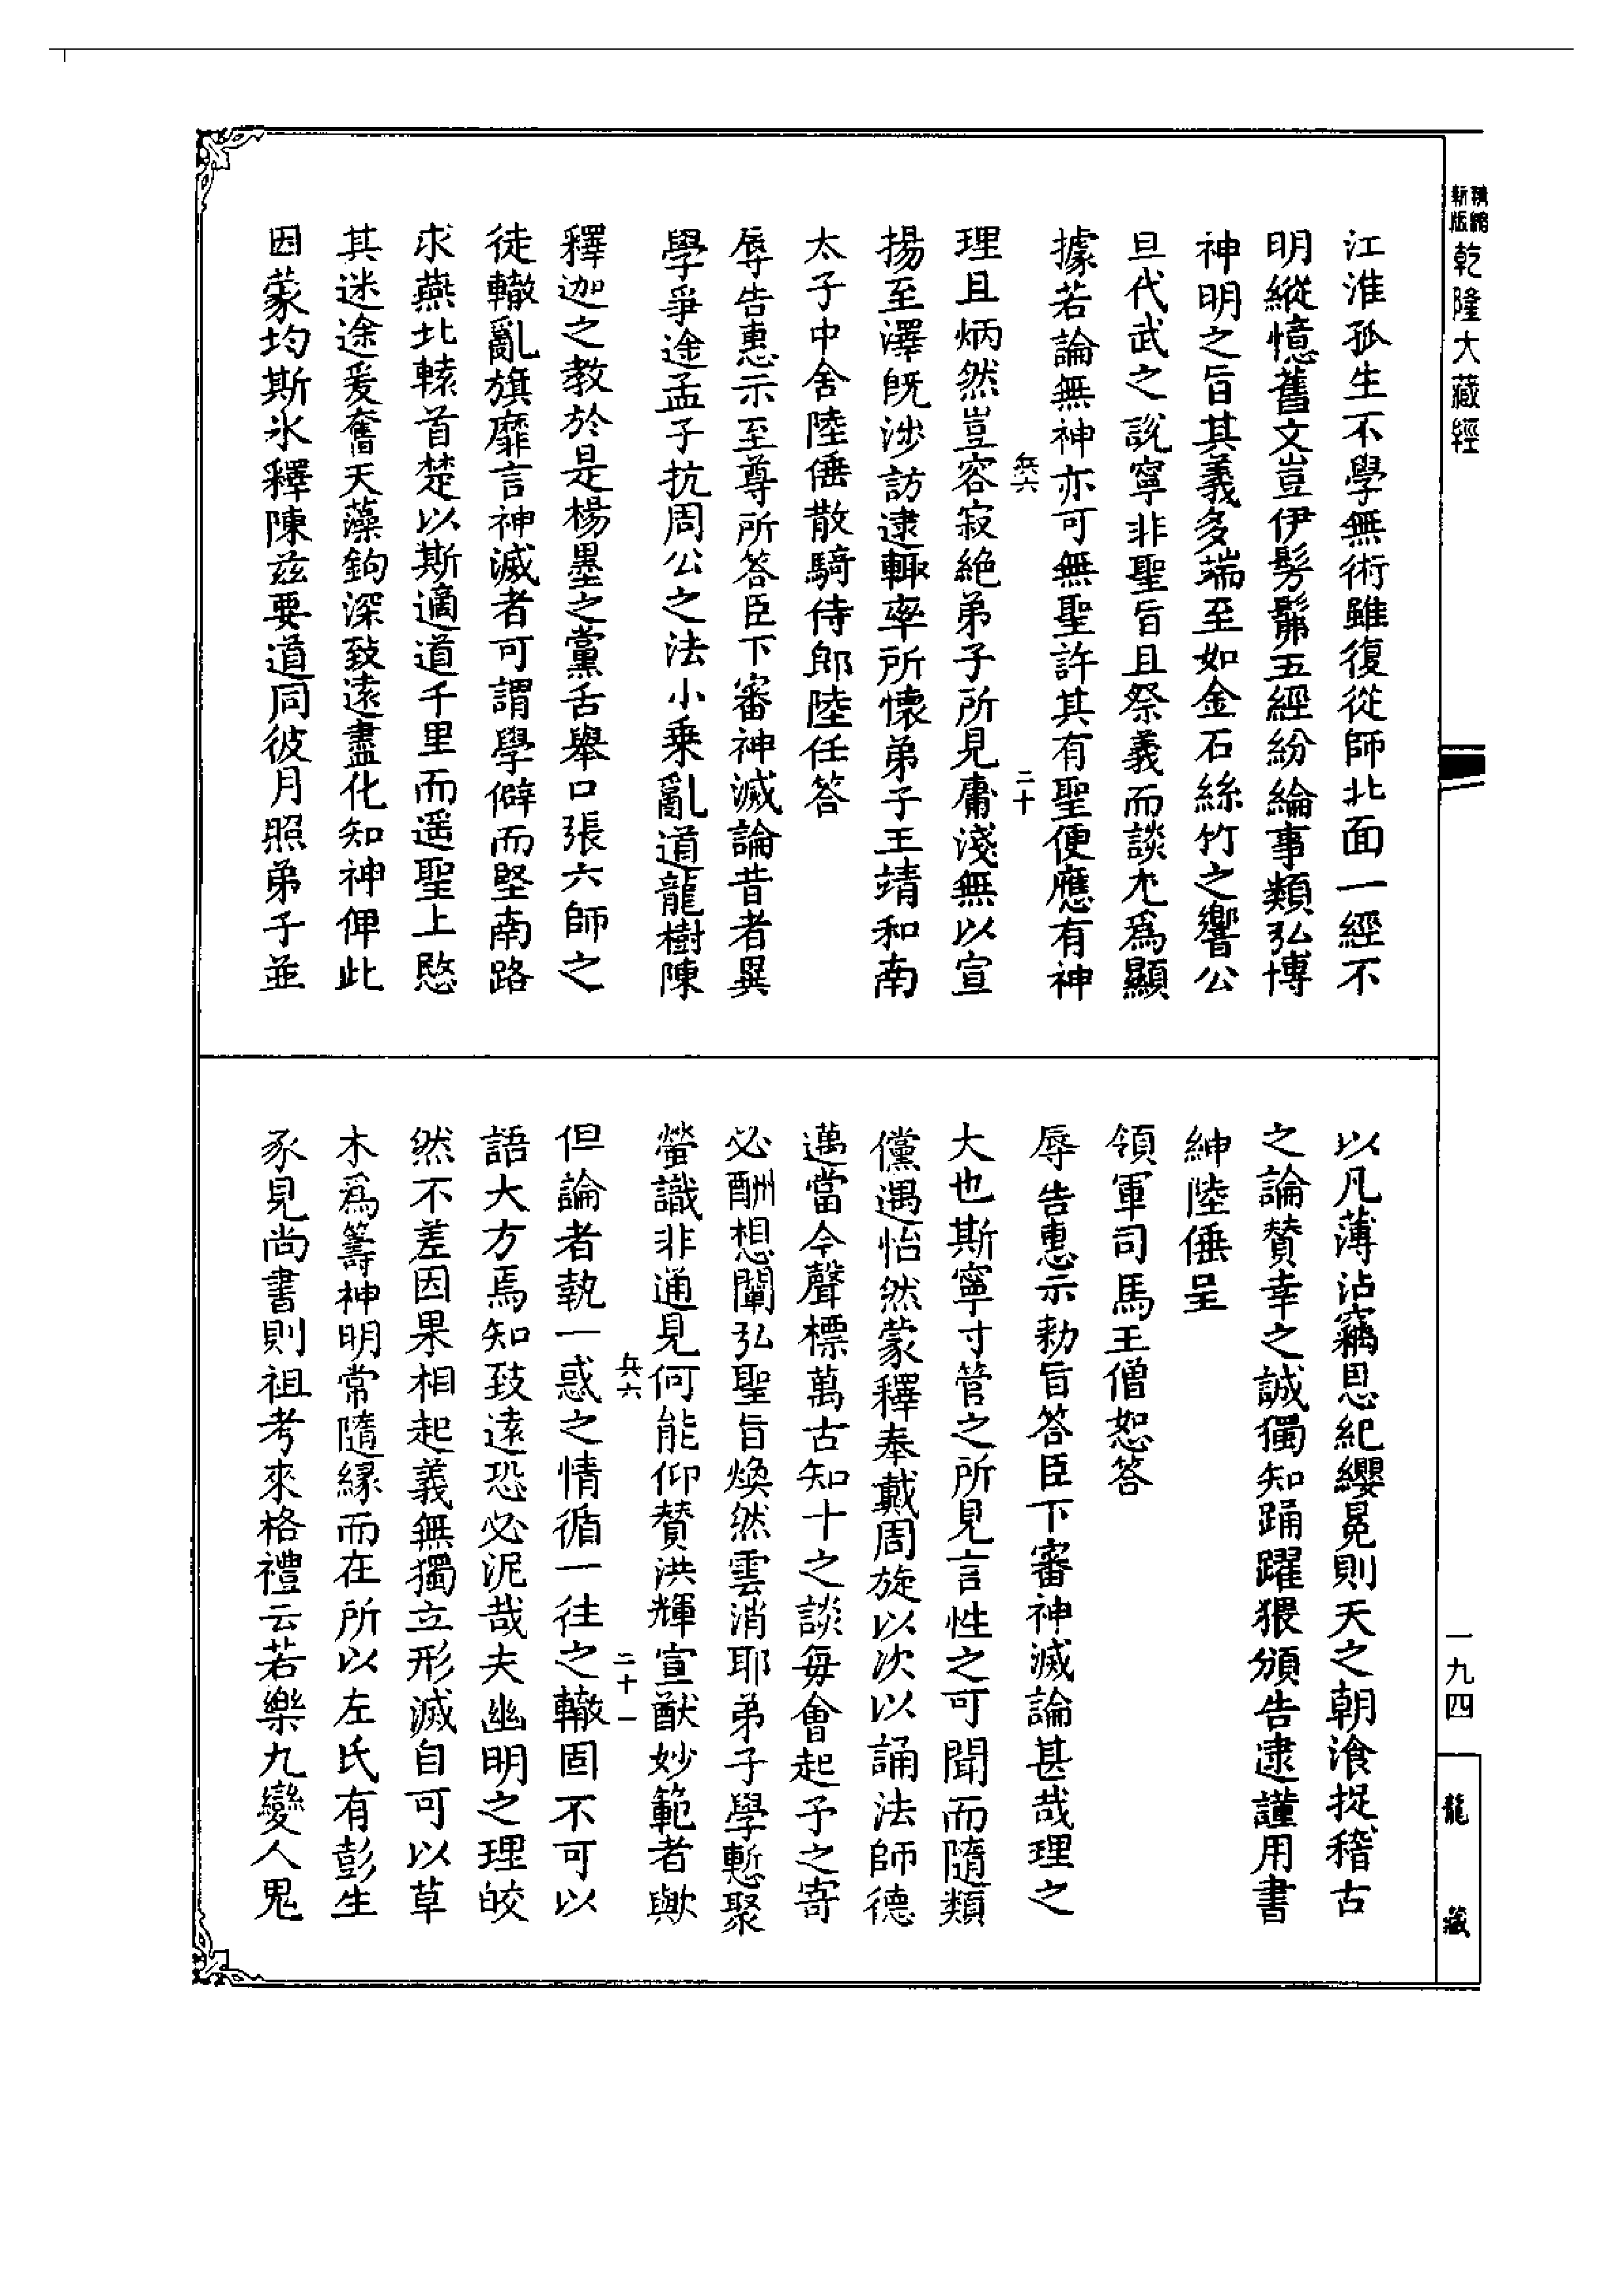 精縮新版
乾隆大藏經
江淮孤生不學無術雖復從師北面一經不
明縱憶舊文豈伊髣髴五經紛綸事類弘博
神明之旨其義多端至如金石絲竹之響公
旦代武之說寧非聖旨且祭義而談尤爲顯
據若論無神亦可無聖許其有聖便應有神
兵六
二十
理且炳然豈容寂絶弟子所見庸淺無以宣
揚至澤旣涉訪逮輙率所懷弟子王靖和南
太子中舍陸倕散騎侍郎陸任答
辱告惠示至尊所答臣下審神滅論昔者異
學爭途孟子抗周公之法小乗亂道龍樹陳
釋迦之教於是楊墨之黨舌舉口張六師之
徒轍亂旗靡言神滅者可謂學僻而堅南路
求燕北轅首楚以斯適道千里而遥聖上愍
其迷途爰奮天藻鉤深致遠盡化知神俾此
因蒙均斯氷釋陳兹要道同彼月照弟子並
以凡薄沾竊恩紀纓冕則天之朝飡挹稽古
之論贊幸之誠獨知踊躍猥頒告逮謹用書
紳陸倕呈
領軍司馬王僧恕答
辱告惠示勅旨答臣下審神滅論甚哉理之
大也斯寧寸管之所見言性之可聞而隨類
儻遇怡然蒙釋奉戴周旋以次以誦法師德
邁當今聲標萬古知十之談毎會起予之寄
必酬想闡弘聖旨煥然雲消耶弟子學慙聚
螢識非通見何能仰贊洪輝宣猷妙範者歟
兵六
二十一
但論者執一惑之情循一往之轍固不可以
語大方焉知致遠恐必泥哉夫幽明之理皎
然不差因果相起義無獨立形滅自可以草
木爲籌神明常隨緣而在所以左氏有彭生
豕見尚書則祖考來格禮云若樂九變人鬼
一九四
龍藏